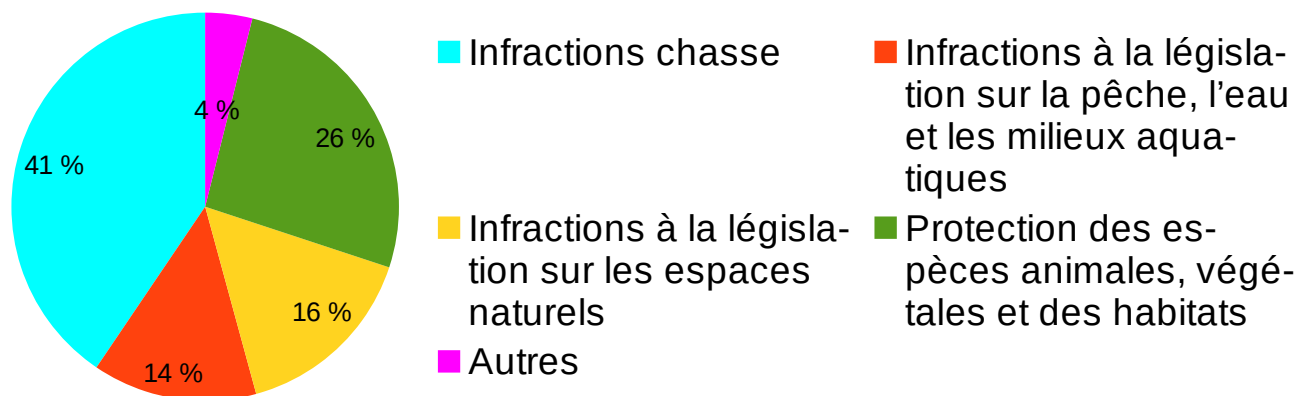 4 %
26 %
41 %
16 %
14 %
Infractions chasse
Infractions à la législa-
tion sur la pêche, l’eau
et les milieux aqua-
tiques
Infractions à la législa-
tion sur les espaces
naturels
Protection des es-
pèces animales, végé-
tales et des habitats
Autres